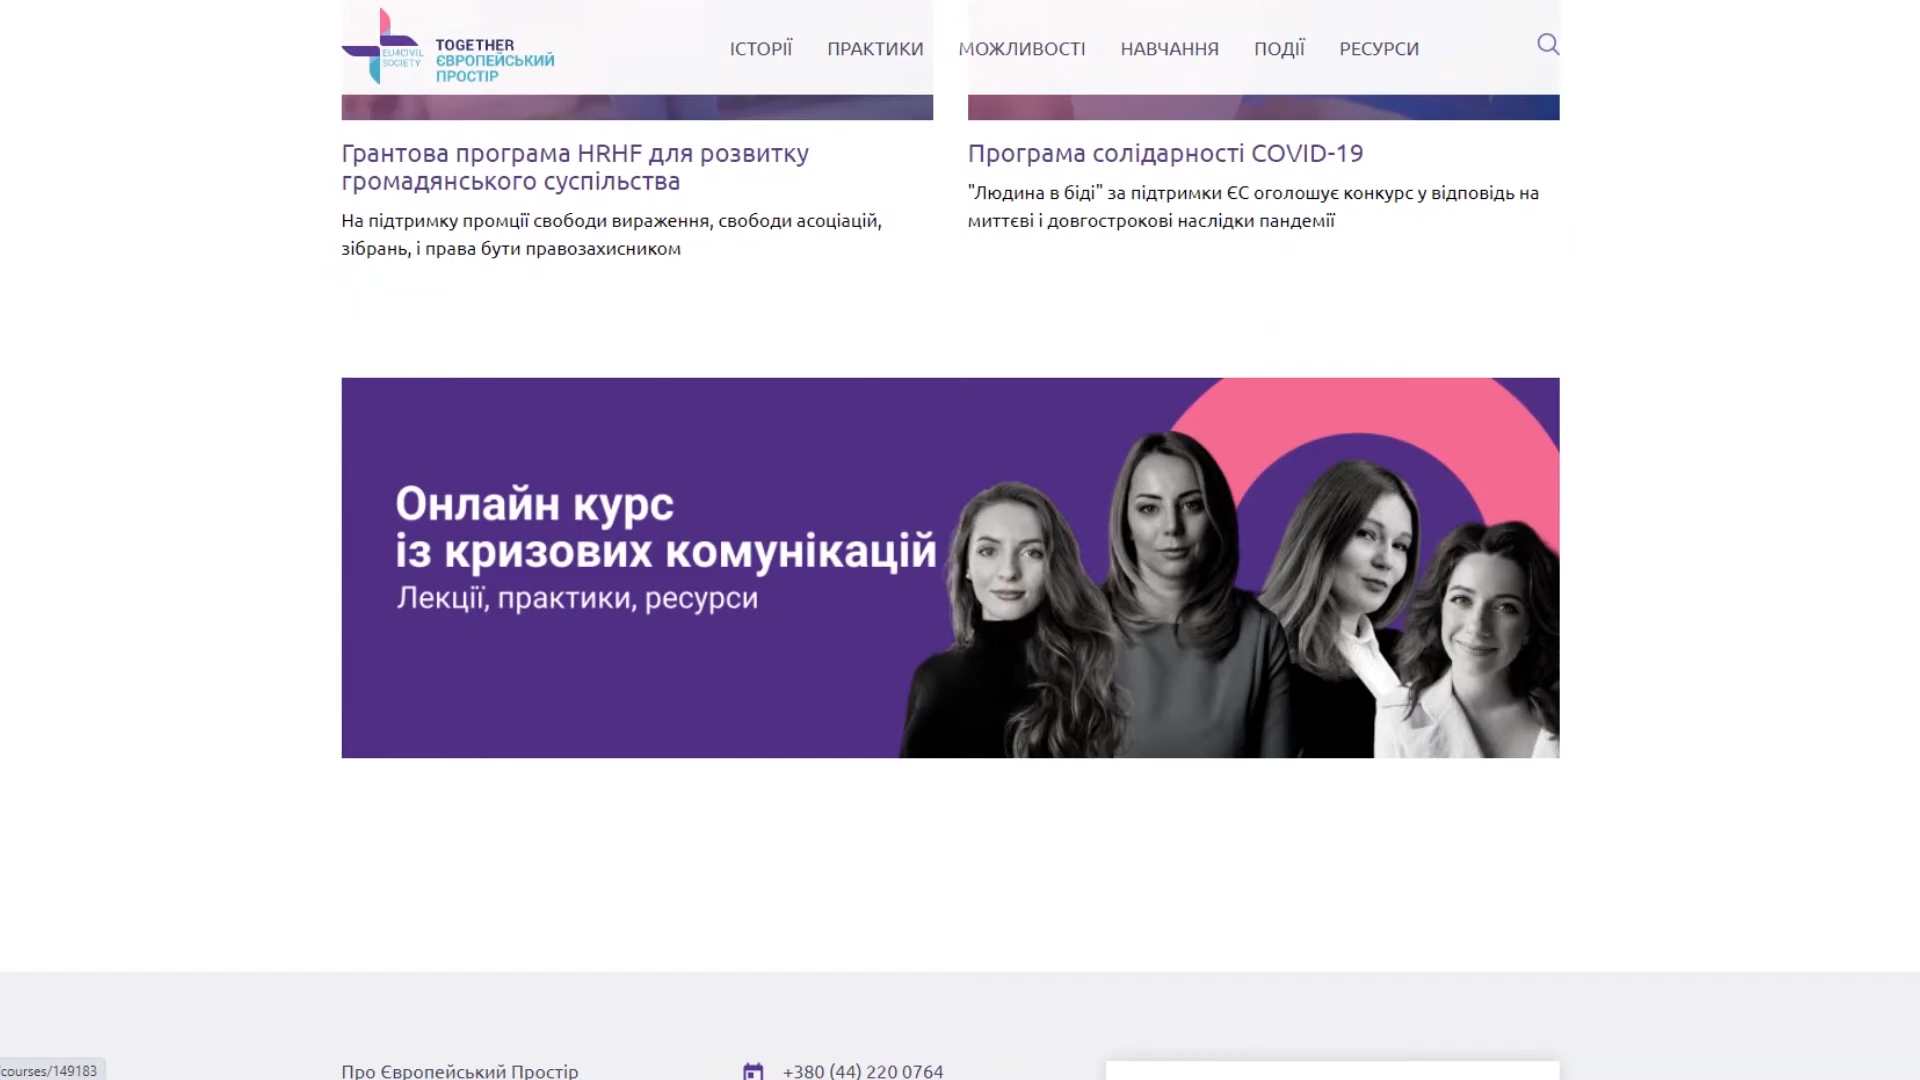 EU4CIVIL
SOCIETY
TOGETHER
ЄВРОПЕЙСЬКИЙ
ПРОСТІР
ІСТОРІЇ ПРАКТИКИ МОЖЛИВОСТІ НАВЧАННЯ ПОДІЇ РЕСУРСИ
Грантова програма HRHF для розвитку
громадянського суспільства
На підтримку промції свободи вираження, свободи асоціацій,
зібрань, і права бути правозахисником
Програма солідарності COVID-19
"Людина в біді" за підтримки ЄС оголошує конкурс у відповідь на
миттєві і довгострокові наслідки пандемії
Онлайн курс
із кризових комунікацій
Лекції, практики, ресурси
Про Європейський Простір
+380 (44) 220 0764
courses/149183